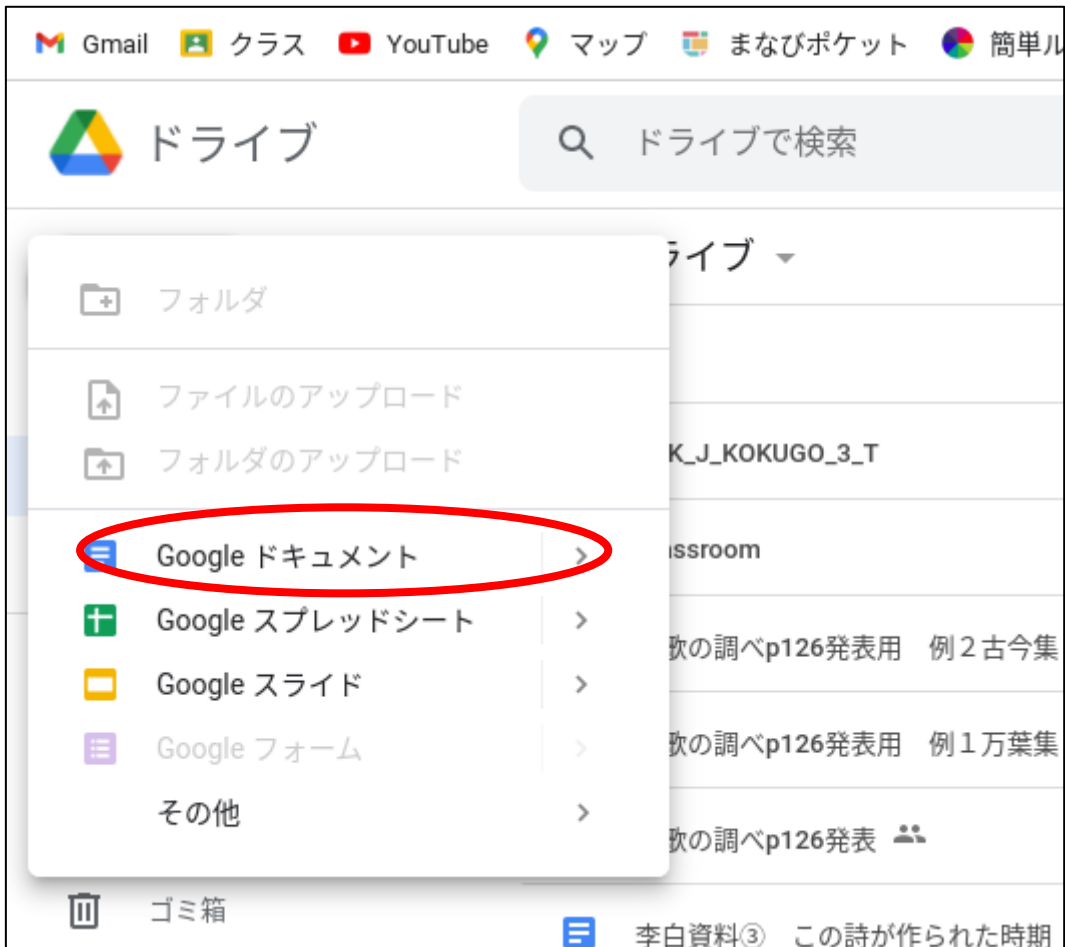 Gmail クラス YouTube マップ まなびポケット 簡単ル
ドライブ ドライブで検索
ライブ
フォルダ
ファイルのアップロード
フォルダのアップロード
K_J_KOKUGO_3_T
Google ドキュメント
assroom
Google スプレッドシート
歌の調べp126発表用 例2古今集
Google スライド
Google フォーム
歌の調べp126発表用 例1万葉集
その他
歌の調べp126発表
ゴミ箱
李白資料③ この詩が作られた時期